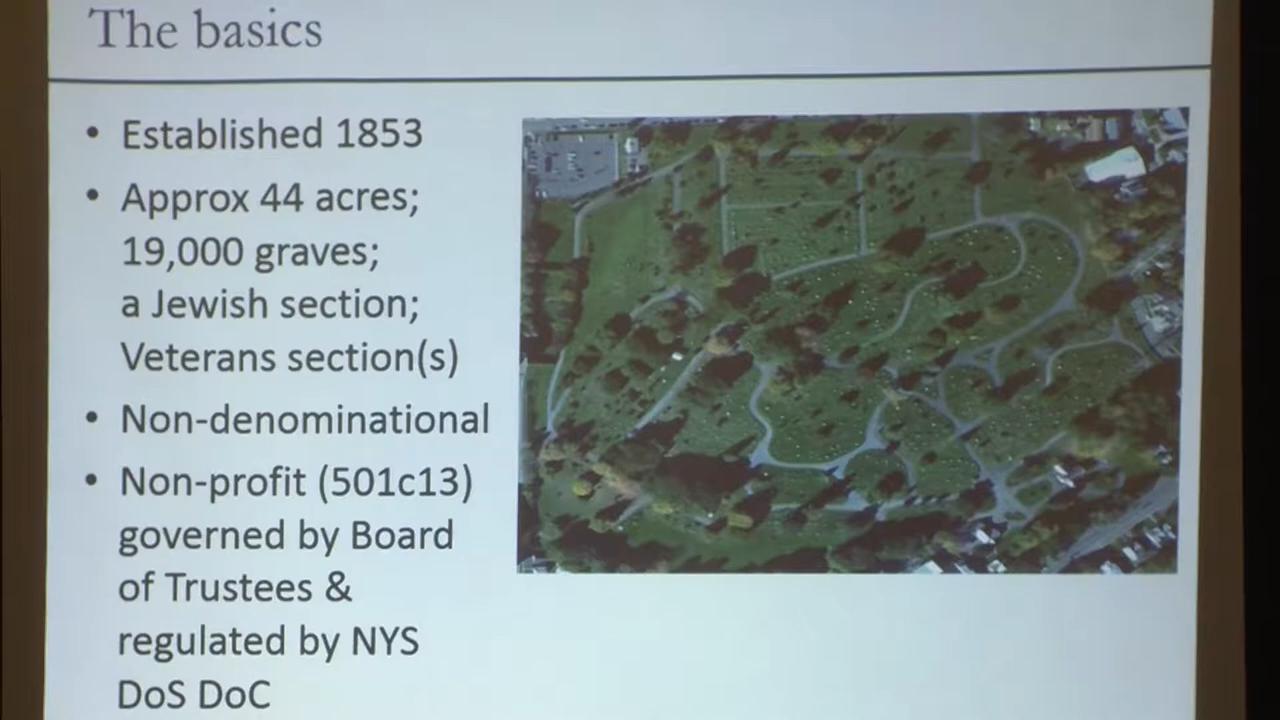 The basics
• Established 1853
• Approx 44 acres;
19,000 graves;
a Jewish section;
Veterans section(s)
• Non-denominational
• Non-profit (501c13)
governed by Board
of Trustees &
regulated by NYS
DoS DoC